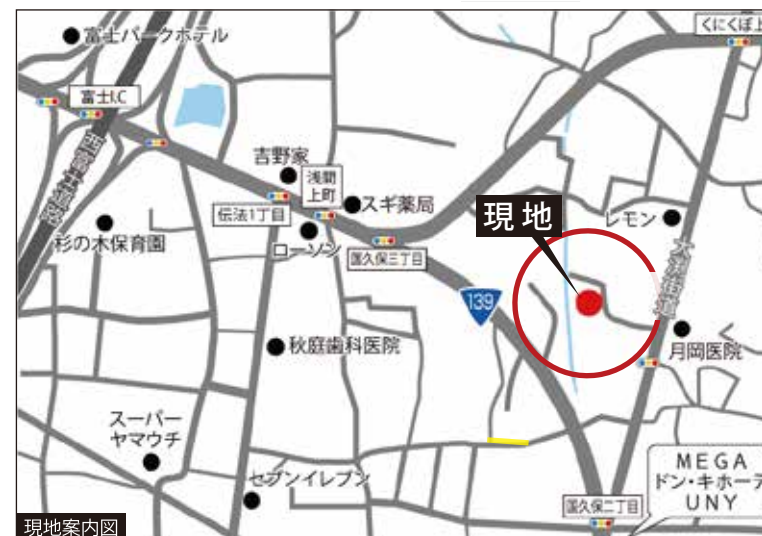 富士パークホテル
くにくぼ上
富士I.C
西富士道路
吉野家
浅間
上町
スギ薬局
現地
レモン
伝法1丁目
杉の木保育園
ローソン
国久保三丁目
大渕街道
139
秋庭歯科医院
月岡医院
スーパー
ヤマウチ
セブンイレブン
MEGA
ドン・キホーテ
UNY
国久保二丁目
現地案内図